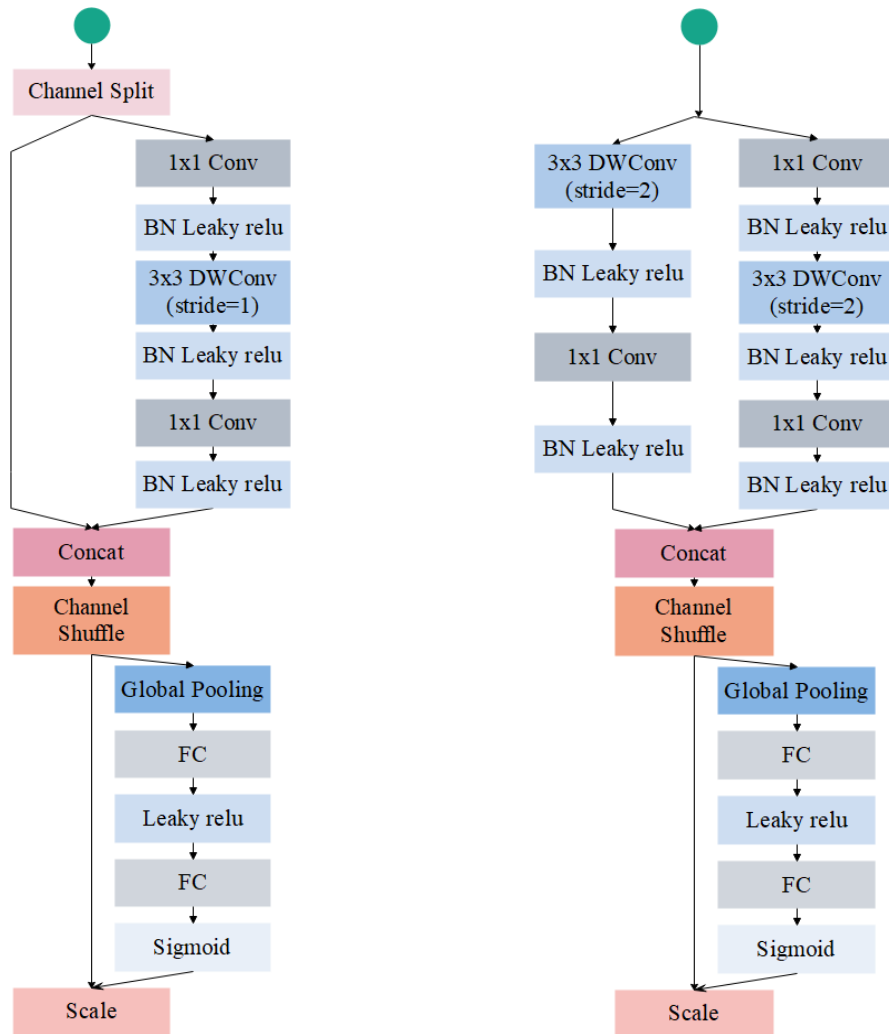 Channel Split
1x1 Conv
BN Leaky relu
3x3 DWConv
(stride=1)
BN Leaky relu
1x1 Conv
BN Leaky relu
Concat
Channel
Shuffle
Global Pooling
FC
Leaky relu
FC
Sigmoid
Scale
3x3 DWConv
(stride=2)
BN Leaky relu
1x1 Conv
BN Leaky relu
1x1 Conv
BN Leaky relu
3x3 DWConv
(stride=2)
BN Leaky relu
1x1 Conv
BN Leaky relu
Concat
Channel
Shuffle
Global Pooling
FC
Leaky relu
FC
Sigmoid
Scale